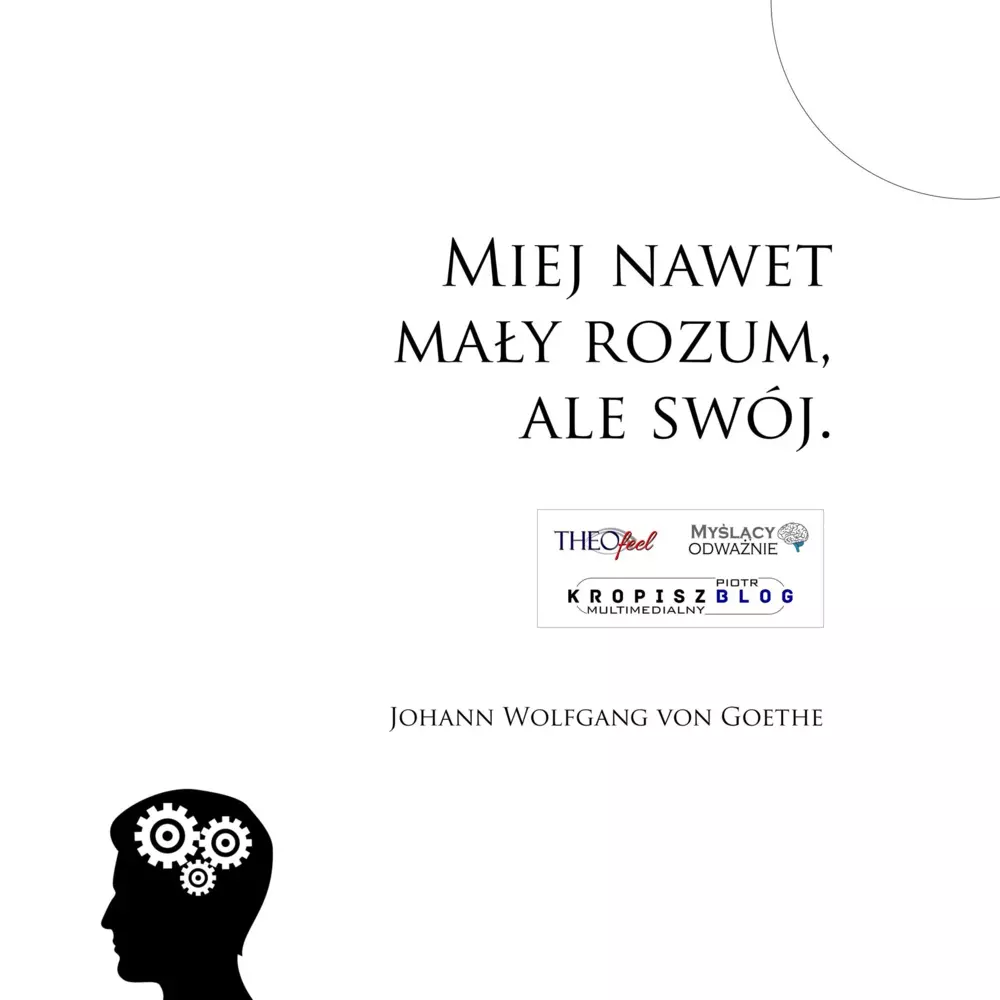 MIEJ NAWET
MAŁY ROZUM,
ALE SWÓJ.
THEOfeel
MYŚLĄCY
ODWAŻNIE
PIOTR
KROPISZ BLOG
MULTIMEDIALNY
JOHANN WOLFGANG VON GOETHE